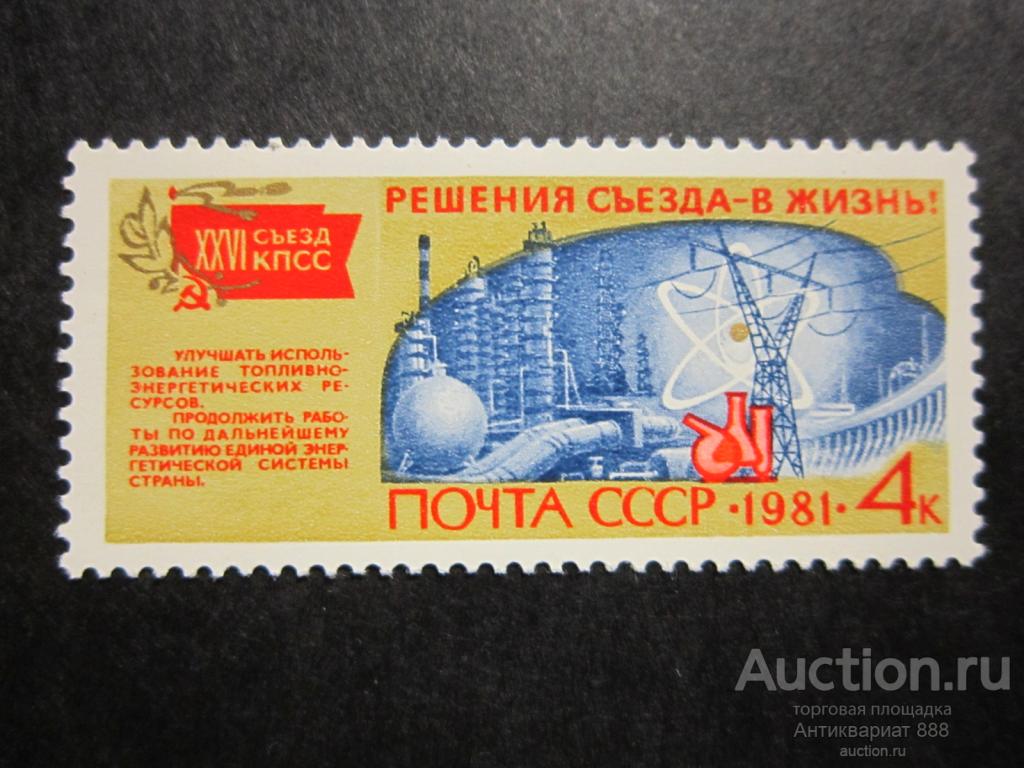 РЕШЕНИЯ СЪЕЗДА-В ЖИЗНЬ!
XXVI СЪЕЗД
КПСС
УЛУЧШАТЬ ИСПОЛЬ-
ЗОВАНИЕ ТОПЛИВНО-
ЭНЕРГЕТИЧЕСКИХ РЕ-
СУРСОВ.
ПРОДОЛЖИТЬ РАБО-
ТЫ ПО ДАЛЬНЕЙШЕМУ
РАЗВИТИЮ ЕДИНОЙ ЭНЕР-
ГЕТИЧЕСКОЙ СИСТЕМЫ
СТРАНЫ.
ПОЧТА СССР ·1981· 4К
Auction.ru
торговая площадка
Антиквариат 888
auction.ru